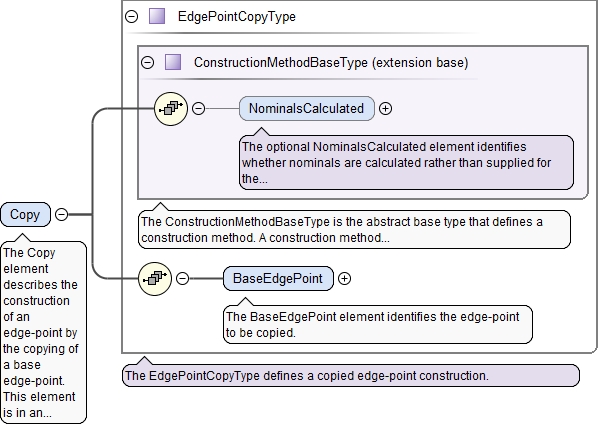 EdgePointCopyType
ConstructionMethodBaseType (extension base)
NominalsCalculated
The optional NominalsCalculated element identifies
whether nominals are calculated rather than supplied for
the...
Copy
The ConstructionMethodBaseType is the abstract base type that defines a
construction method. A construction method...
The Copy
element
describes the
construction
of an
edge-point by
the copying of
a base
edge-point.
This element
is in an...
BaseEdgePoint
The BaseEdgePoint element identifies the edge-point
to be copied.
The EdgePointCopyType defines a copied edge-point construction.